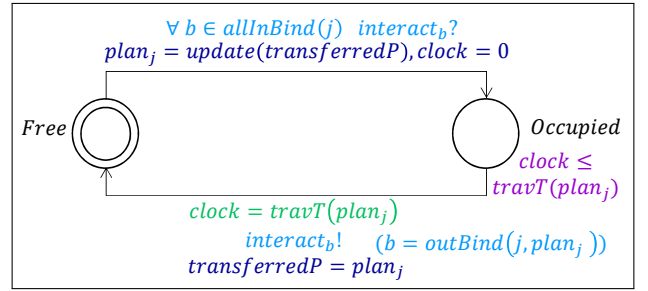 ∀ b ∈ allInBind(j) interact_b?
plan_j = update(transferredP), clock = 0
Free
Occupied
clock ≤
travT(plan_j)
clock = travT(plan_j)
interact_b! (b = outBind(j, plan_j ))
transferredP = plan_j